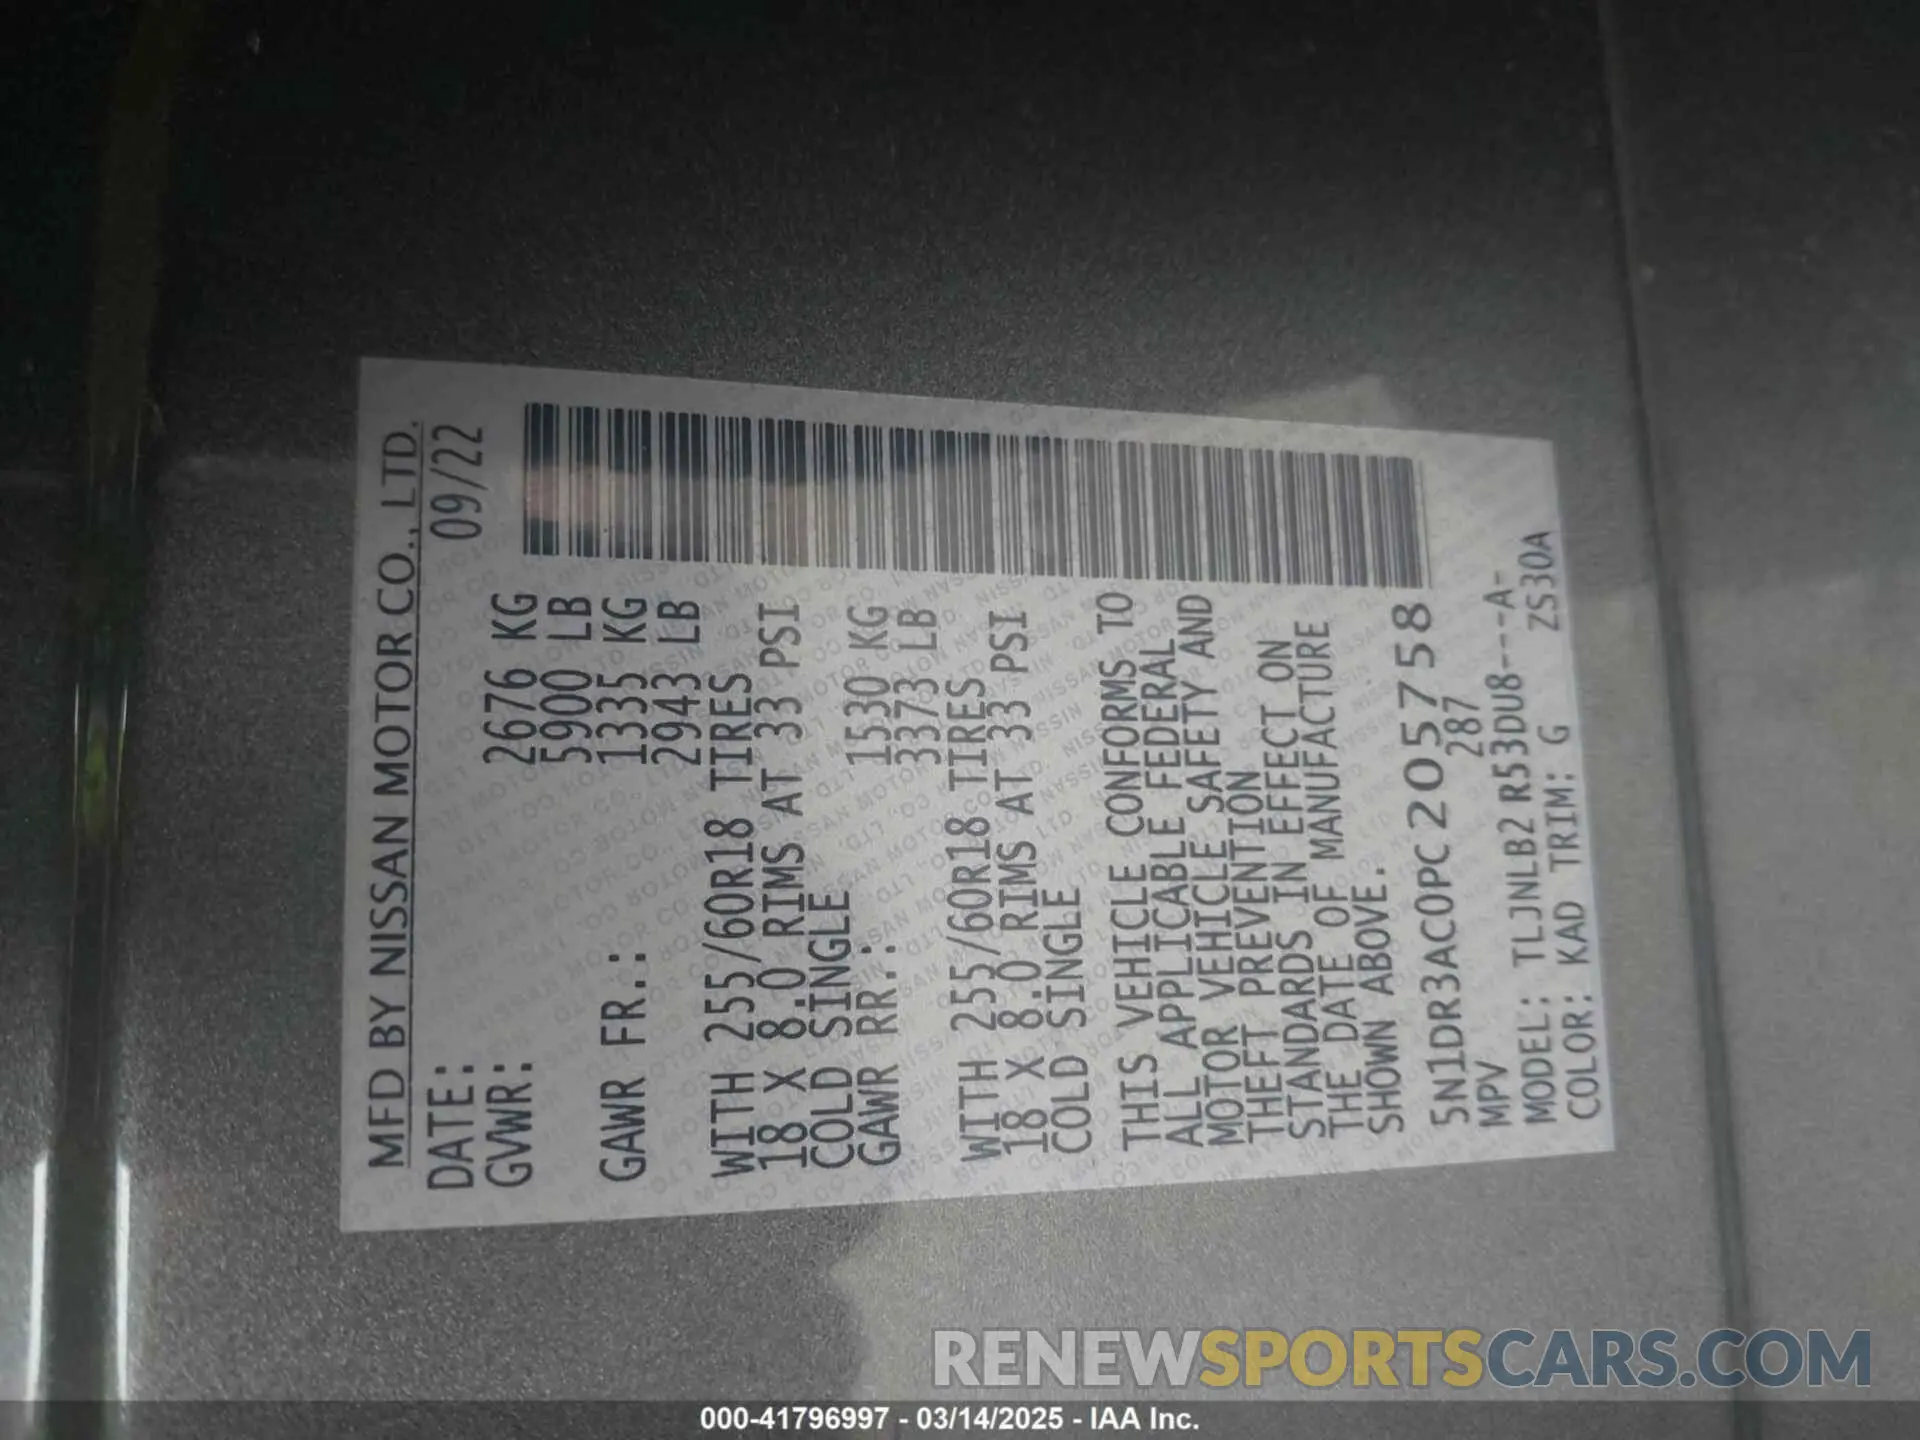 MFD BY NISSAN MOTOR CO., LTD.
DATE: 09/22
GVWR: 2676 KG
5900 LB
GAWR FR.: 1335 KG
2943 LB
WITH 255/60R18 TIRES
18 X 8.0 RIMS AT 33 PSI
COLD SINGLE
GAWR RR.: 1530 KG
3373 LB
WITH 255/60R18 TIRES
18 X 8.0 RIMS AT 33 PSI
COLD SINGLE
THIS VEHICLE CONFORMS TO
ALL APPLICABLE FEDERAL
MOTOR VEHICLE SAFETY AND
THEFT PREVENTION
STANDARDS IN EFFECT ON
THE DATE OF MANUFACTURE
SHOWN ABOVE.
5N1DR3AC0PC205758
MPV 287
MODEL: TLJNLB2 R53DU8---A-
COLOR: KAD TRIM: G ZS30A
RENEWSPORTSCARS.COM
000-41796997 - 03/14/2025 - IAA Inc.